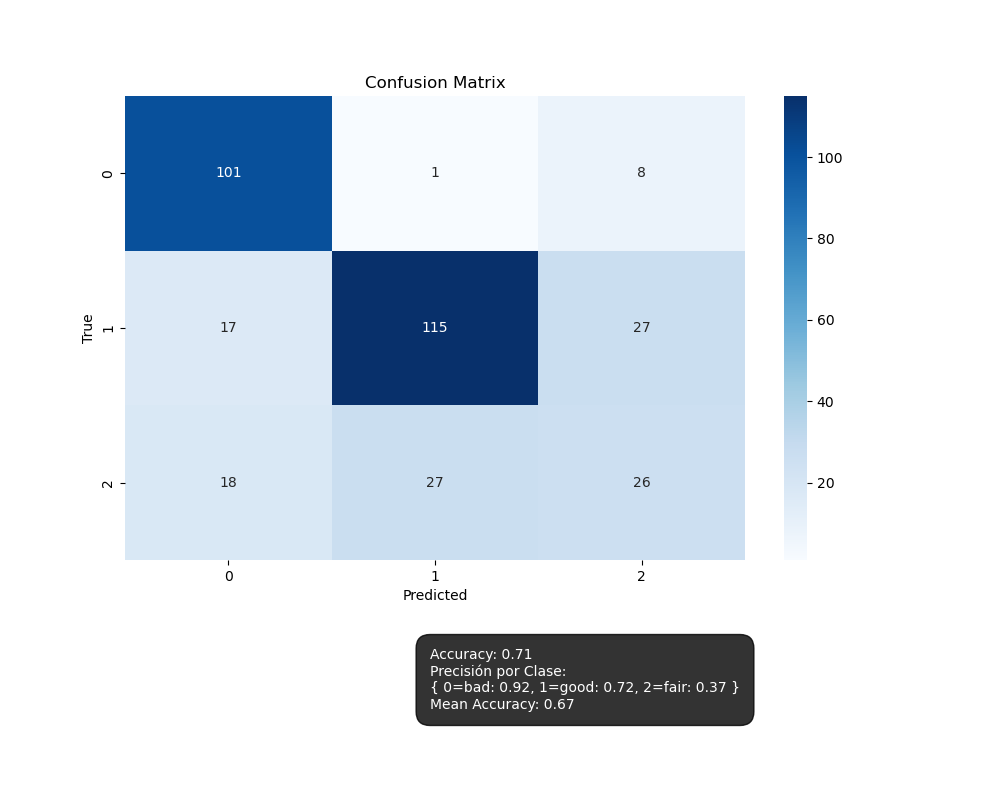 Confusion Matrix
0 101 1 8
1 17 115 27
2 18 27 26
True
0 1 2
Predicted
100
80
60
40
20
Accuracy: 0.71
Precisión por Clase:
{ 0=bad: 0.92, 1=good: 0.72, 2=fair: 0.37 }
Mean Accuracy: 0.67